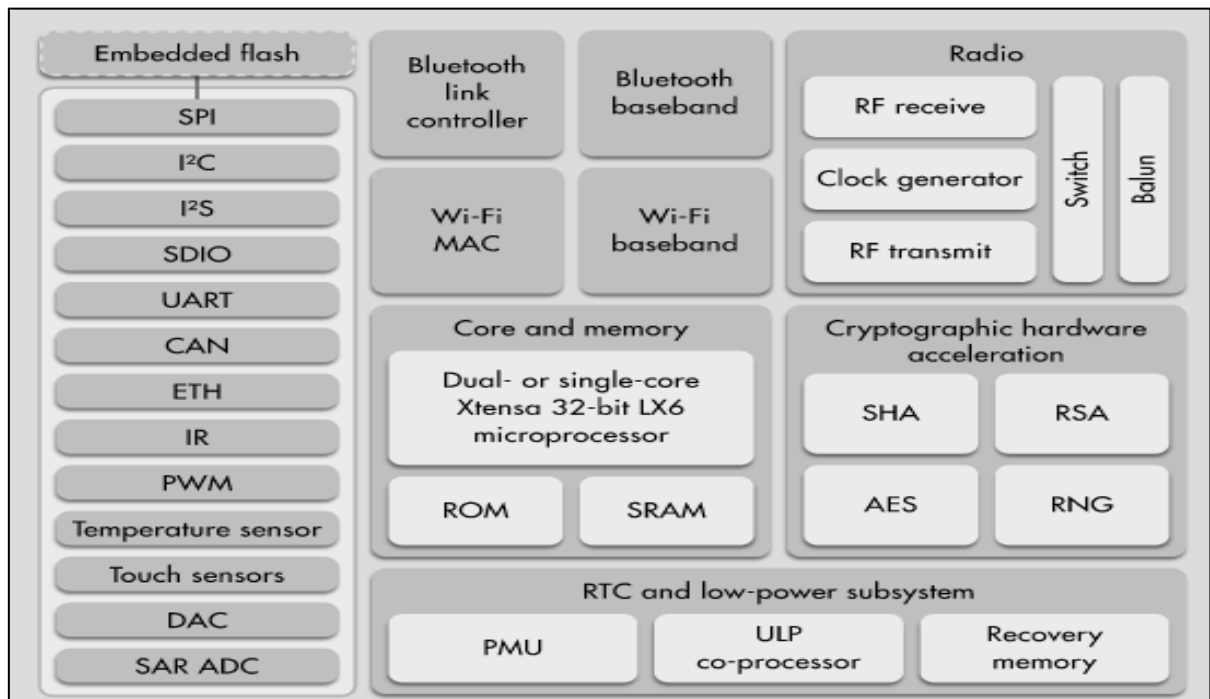 Embedded flash
SPI
I²C
I²S
SDIO
UART
CAN
ETH
IR
PWM
Temperature sensor
Touch sensors
DAC
SAR ADC
Bluetooth
link
controller
Bluetooth
baseband
Wi-Fi
MAC
Wi-Fi
baseband
Radio
RF receive
Clock generator
RF transmit
Switch
Balun
Core and memory
Dual- or single-core
Xtensa 32-bit LX6
microprocessor
ROM
SRAM
Cryptographic hardware
acceleration
SHA
RSA
AES
RNG
RTC and low-power subsystem
PMU
ULP
co-processor
Recovery
memory